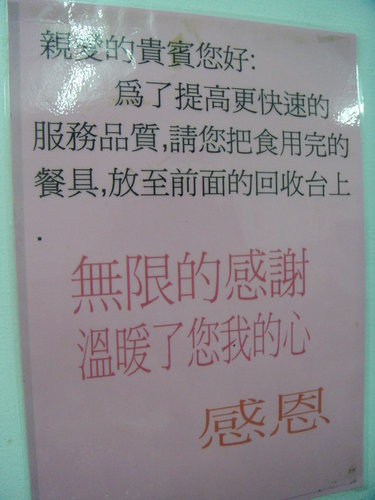 親愛的貴賓您好:
為了提高更快速的
服務品質,請您把食用完的
餐具,放至前面的回收台上
.
無限的感謝
溫暖了您我的心
感恩